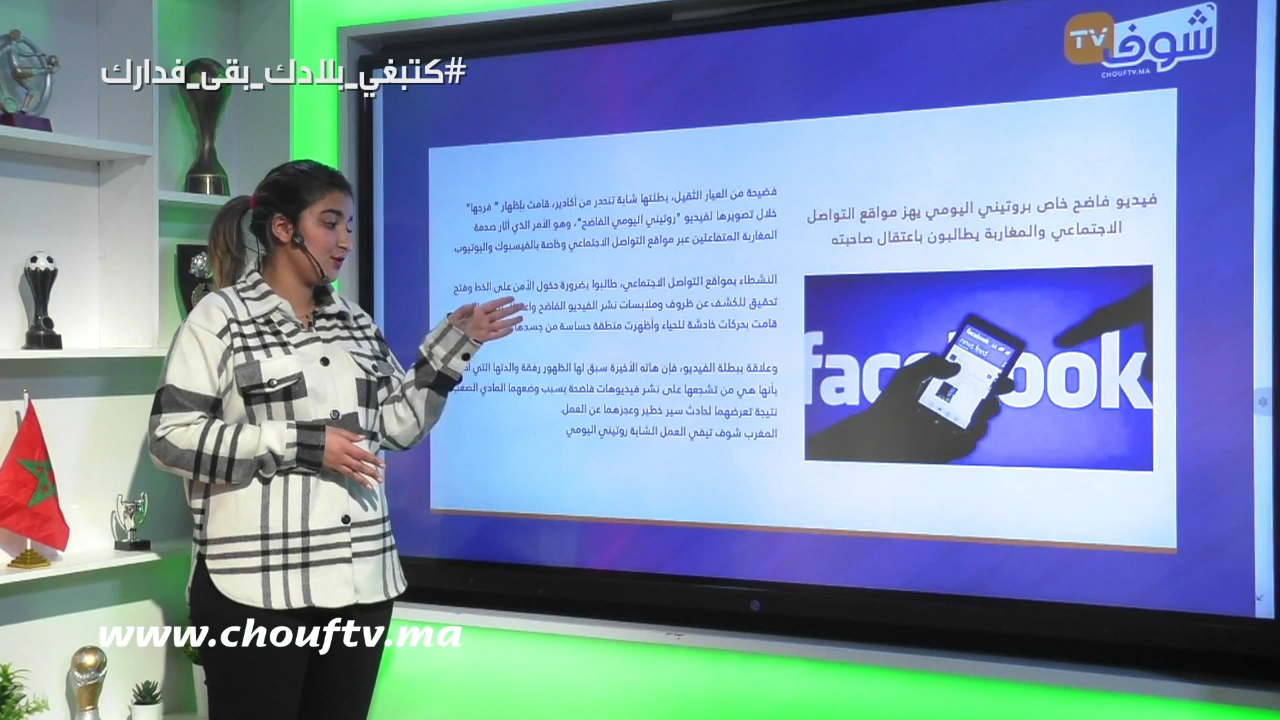 #كتبغي_بلادك_بقى_فدارك
شوف
TV
CHOUFTV.MA
فيديو فاضح خاص بروتيني اليومي يهز مواقع التواصل
الاجتماعي والمغاربة يطالبون باعتقال صاحبته
facebook
facebook
news feed
فضيحة من العيار الثقيل، بطلتها شابة تنحدر من أكادير، قامت بإظهار " فرجها"
خلال تصويرها لفيديو "روتيني اليومي الفاضح"، وهو الأمر الذي أثار صدمة
المغاربة المتفاعلين عبر مواقع التواصل الاجتماعي وخاصة بالفيسبوك واليوتيوب.
النشطاء بمواقع التواصل الاجتماعي، طالبوا بضرورة دخول الأمن على الخط وفتح
تحقيق للكشف عن ظروف وملابسات نشر الفيديو الفاضح
قامت بحركات خادشة للحياء وأظهرت منطقة حساسة من جسدها
وعلاقة ببطلة الفيديو، فإن هاته الأخيرة سبق لها الظهور رفقة والدتها التي
بأنها هي من تشجعها على نشر فيديوهات فاضحة بسبب وضعهما المادي
نتيجة تعرضهما لحادث سير خطير وعجزهما عن العمل.
المغرب شوف تيفي العمل الشابة روتيني اليومي
www.chouftv.ma